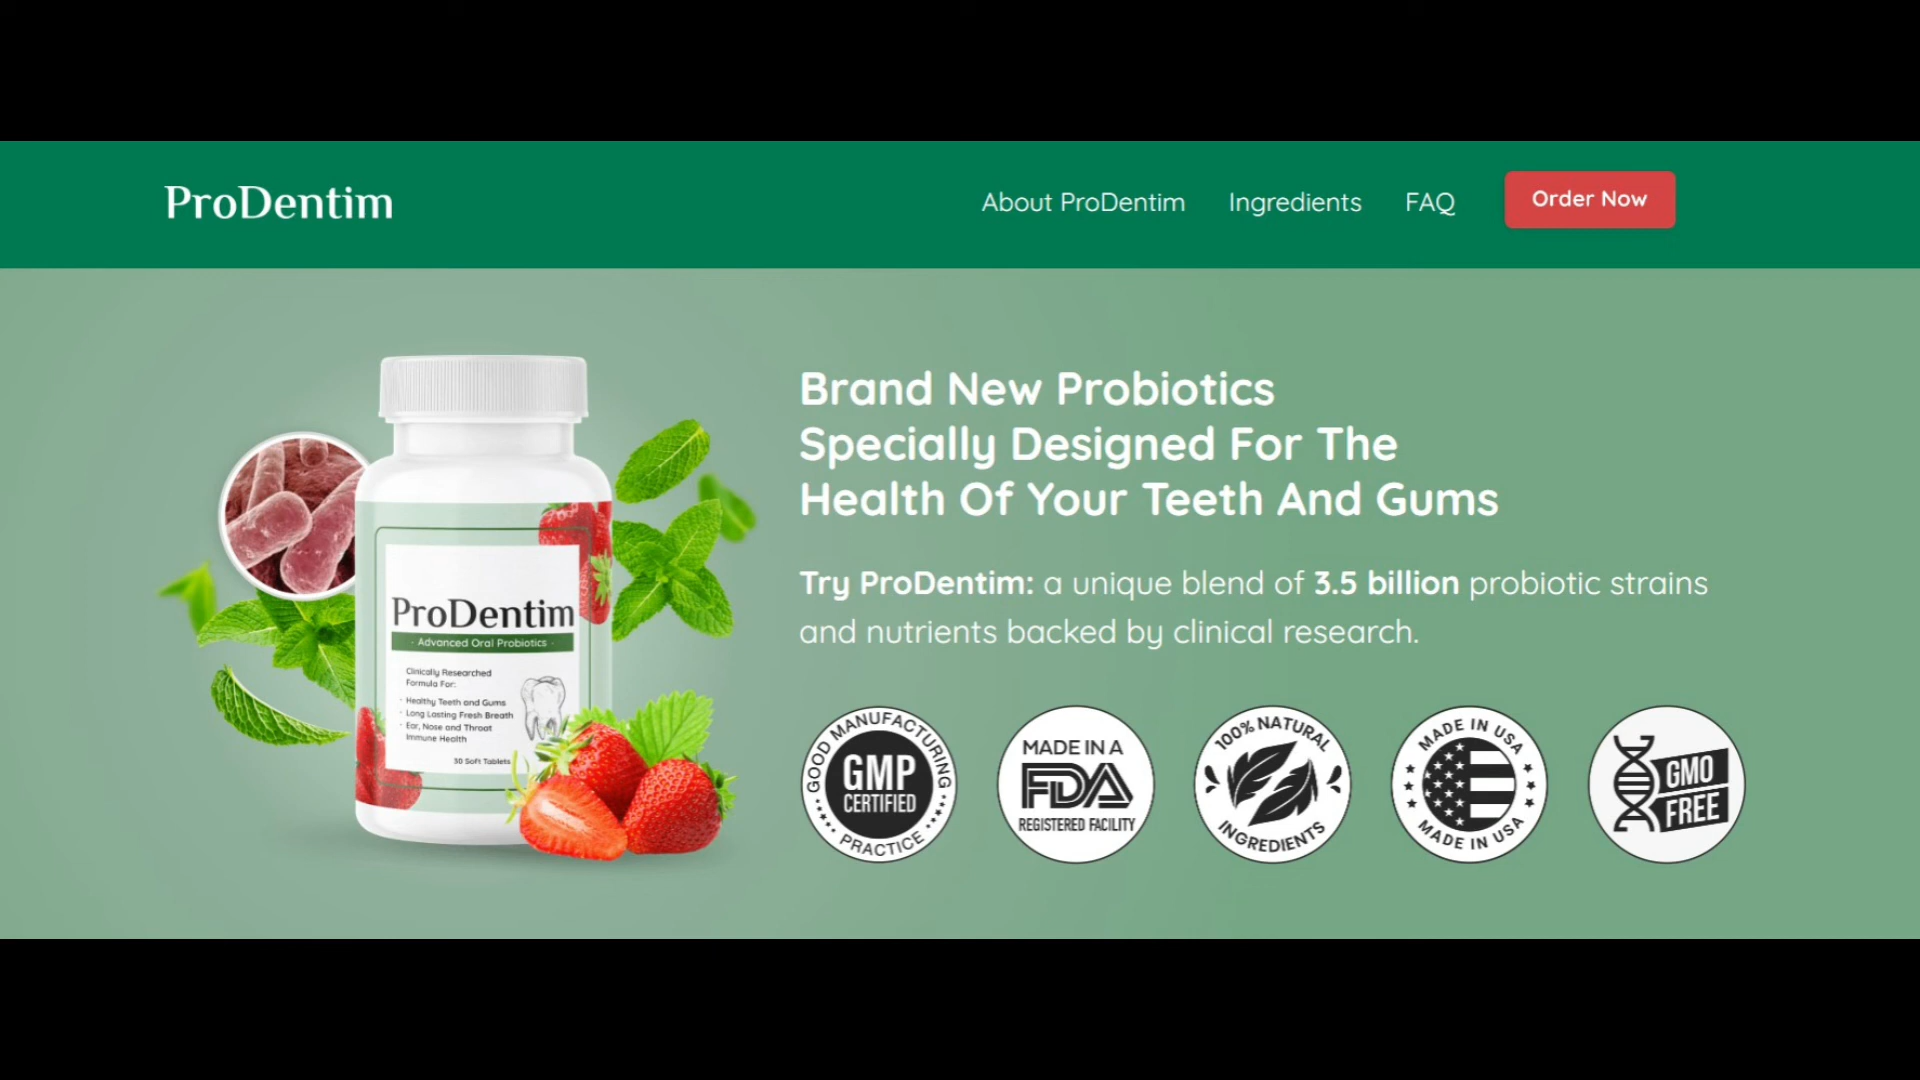 ProDentim
About ProDentim
Ingredients
FAQ
Order Now
Brand New Probiotics
Specially Designed For The
Health Of Your Teeth And Gums
Try ProDentim: a unique blend of 3.5 billion probiotic strains
and nutrients backed by clinical research.
ProDentim
· Advanced Oral Probiotics ·
Clinically Researched
Formula For:
· Healthy Teeth and Gums
· Long Lasting Fresh Breath
· Ear, Nose and Throat
Immune Health
30 Soft Tablets
GOOD MANUFACTURING
GMP
CERTIFIED
PRACTICE
MADE IN A
FDA
REGISTERED FACILITY
100% NATURAL
INGREDIENTS
MADE IN USA
MADE IN USA
GMO
FREE